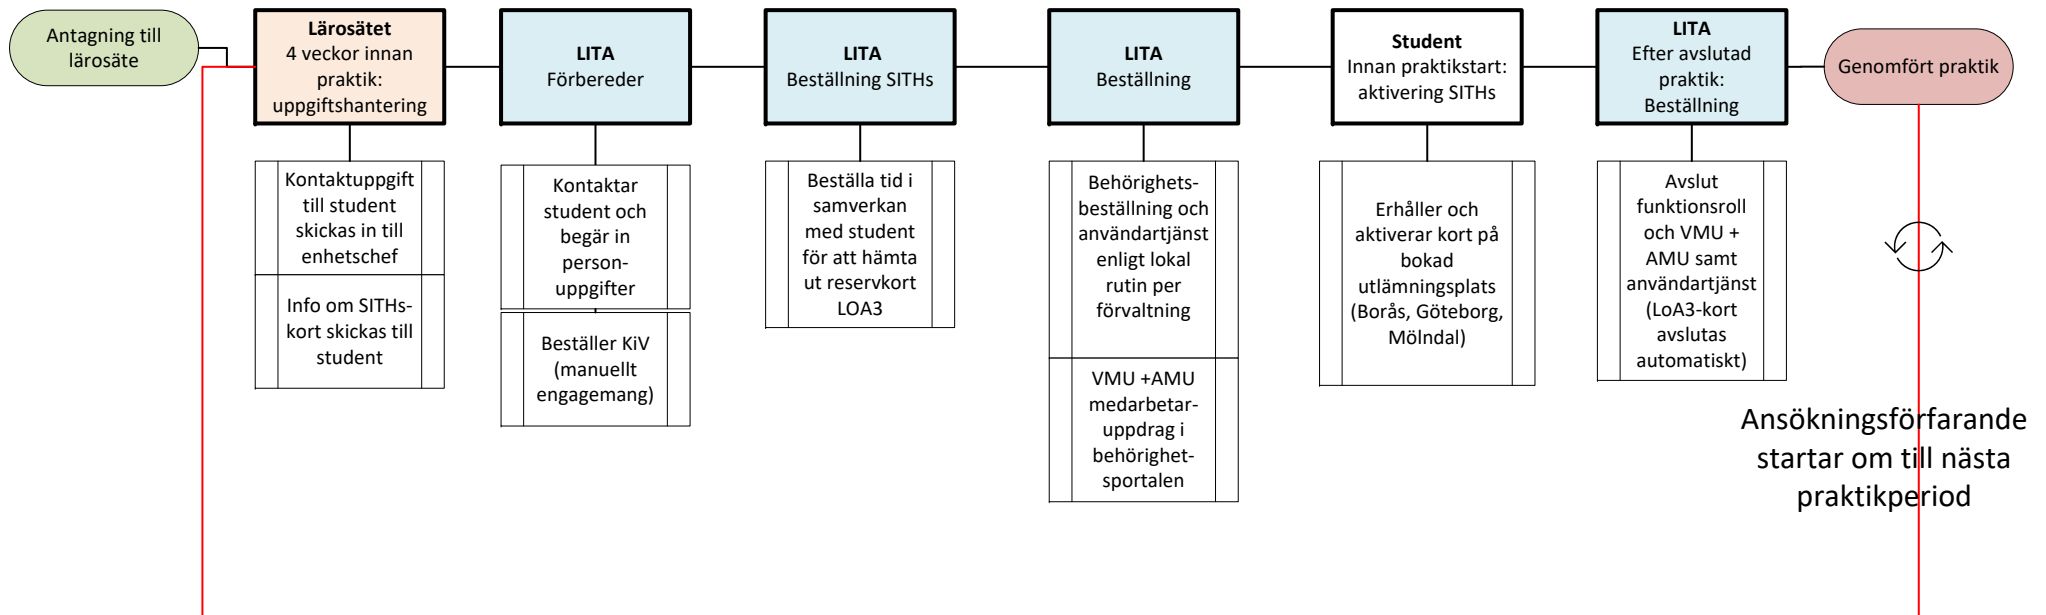 Antagning till
lärosäte
Lärosätet
4 veckor innan
praktik:
uppgiftshantering
LITA
Förbereder
LITA
Beställning SITHs
LITA
Beställning
Student
Innan praktikstart:
aktivering SITHs
LITA
Efter avslutad
praktik:
Beställning
Genomfört praktik
Kontaktuppgift
till student
skickas in till
enhetschef
Info om SITHs-
kort skickas till
student
Kontaktar
student och
begär in
person-
uppgifter
Beställer KiV
(manuellt
engagemang)
Beställa tid i
samverkan
med student
för att hämta
ut reservkort
LOA3
Behörighets-
beställning och
användartjänst
enligt lokal
rutin per
förvaltning
VMU +AMU
medarbetar-
uppdrag i
behörighet-
sportalen
Erhåller och
aktiverar kort på
bokad
utlämningsplats
(Borås, Göteborg,
Mölndal)
Avslut
funktionsroll
och VMU +
AMU samt
användartjänst
(LoA3-kort
avslutas
automatiskt)
Ansökningsförfarande
startar om till nästa
praktikperiod